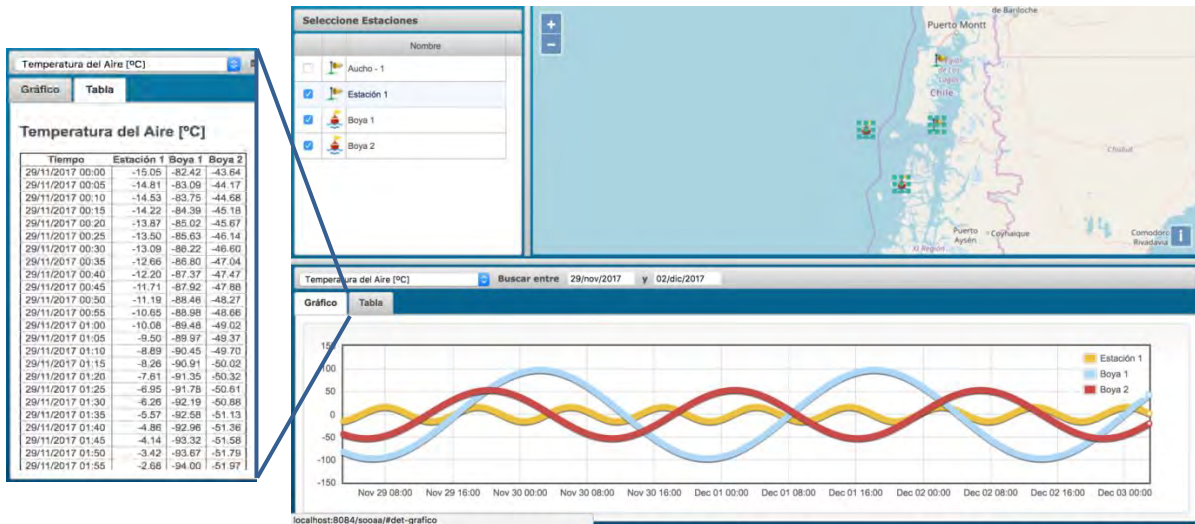 Temperatura del Aire [ºC]
Gráfico Tabla
Temperatura del Aire [ºC]
Tiempo Estación 1 Boya 1 Boya 2
29/11/2017 00:00 -15.05 -82.42 -43.64
29/11/2017 00:05 -14.81 -83.09 -44.17
29/11/2017 00:10 -14.53 -83.75 -44.68
29/11/2017 00:15 -14.22 -84.39 -45.18
29/11/2017 00:20 -13.87 -85.02 -45.67
29/11/2017 00:25 -13.50 -85.63 -46.14
29/11/2017 00:30 -13.09 -86.22 -46.60
29/11/2017 00:35 -12.66 -86.80 -47.04
29/11/2017 00:40 -12.20 -87.37 -47.47
29/11/2017 00:45 -11.71 -87.92 -47.88
29/11/2017 00:50 -11.19 -88.46 -48.27
29/11/2017 00:55 -10.65 -88.98 -48.66
29/11/2017 01:00 -10.08 -89.48 -49.02
29/11/2017 01:05 -9.50 -89.97 -49.37
29/11/2017 01:10 -8.89 -90.45 -49.70
29/11/2017 01:15 -8.26 -90.91 -50.02
29/11/2017 01:20 -7.61 -91.35 -50.32
29/11/2017 01:25 -6.95 -91.78 -50.61
29/11/2017 01:30 -6.26 -92.19 -50.88
29/11/2017 01:35 -5.57 -92.58 -51.13
29/11/2017 01:40 -4.86 -92.96 -51.36
29/11/2017 01:45 -4.14 -93.32 -51.58
29/11/2017 01:50 -3.42 -93.67 -51.79
29/11/2017 01:55 -2.66 -94.00 -51.97
Seleccione Estaciones
Nombre
Aucho - 1
Estación 1
Boya 1
Boya 2
+
-
de Bariloche
Puerto Montt
de Los
Lagos
Chile
Chubut
Puerto
Aysén
Coyhaique
XI Región
Comodoro
Rivadavia
i
Temperatura del Aire [ºC] Buscar entre 29/nov/2017 y 02/dic/2017
Gráfico Tabla
150
100
50
0
-50
-100
-150
Estación 1
Boya 1
Boya 2
Nov 29 08:00 Nov 29 16:00 Nov 30 00:00 Nov 30 08:00 Nov 30 16:00 Dec 01 00:00 Dec 01 08:00 Dec 01 16:00 Dec 02 00:00 Dec 02 08:00 Dec 02 16:00 Dec 03 00:00
localhost:8084/sooaa/#det-grafico